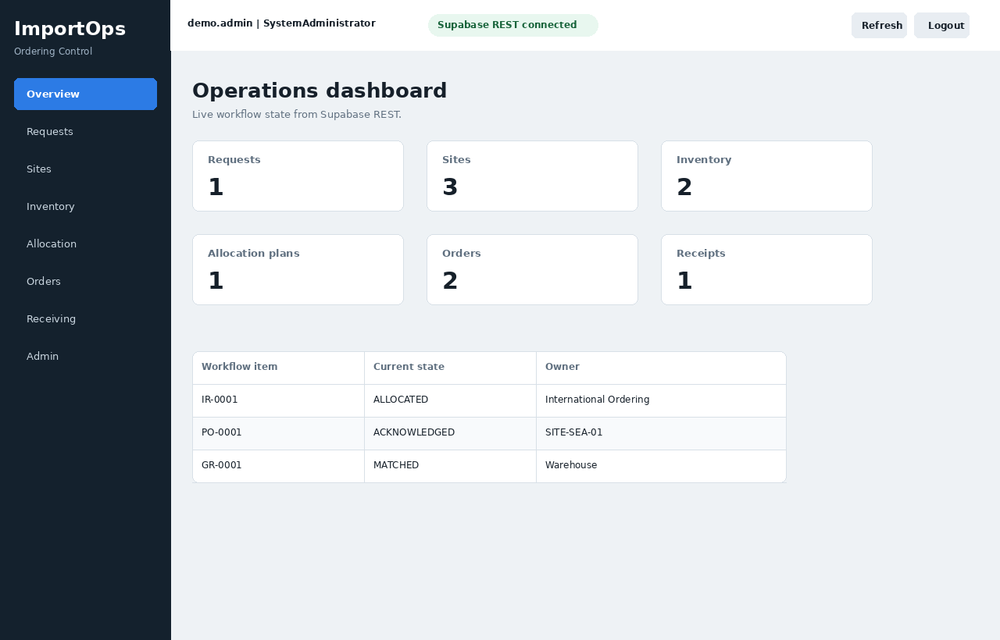 ImportOps
Ordering Control
Overview
Requests
Sites
Inventory
Allocation
Orders
Receiving
Admin
demo.admin | SystemAdministrator
Supabase REST connected
Refresh
Logout
Operations dashboard
Live workflow state from Supabase REST.
Requests
1
Sites
3
Inventory
2
Allocation plans
1
Orders
2
Receipts
1
Workflow item Current state Owner
IR-0001 ALLOCATED International Ordering
PO-0001 ACKNOWLEDGED SITE-SEA-01
GR-0001 MATCHED Warehouse